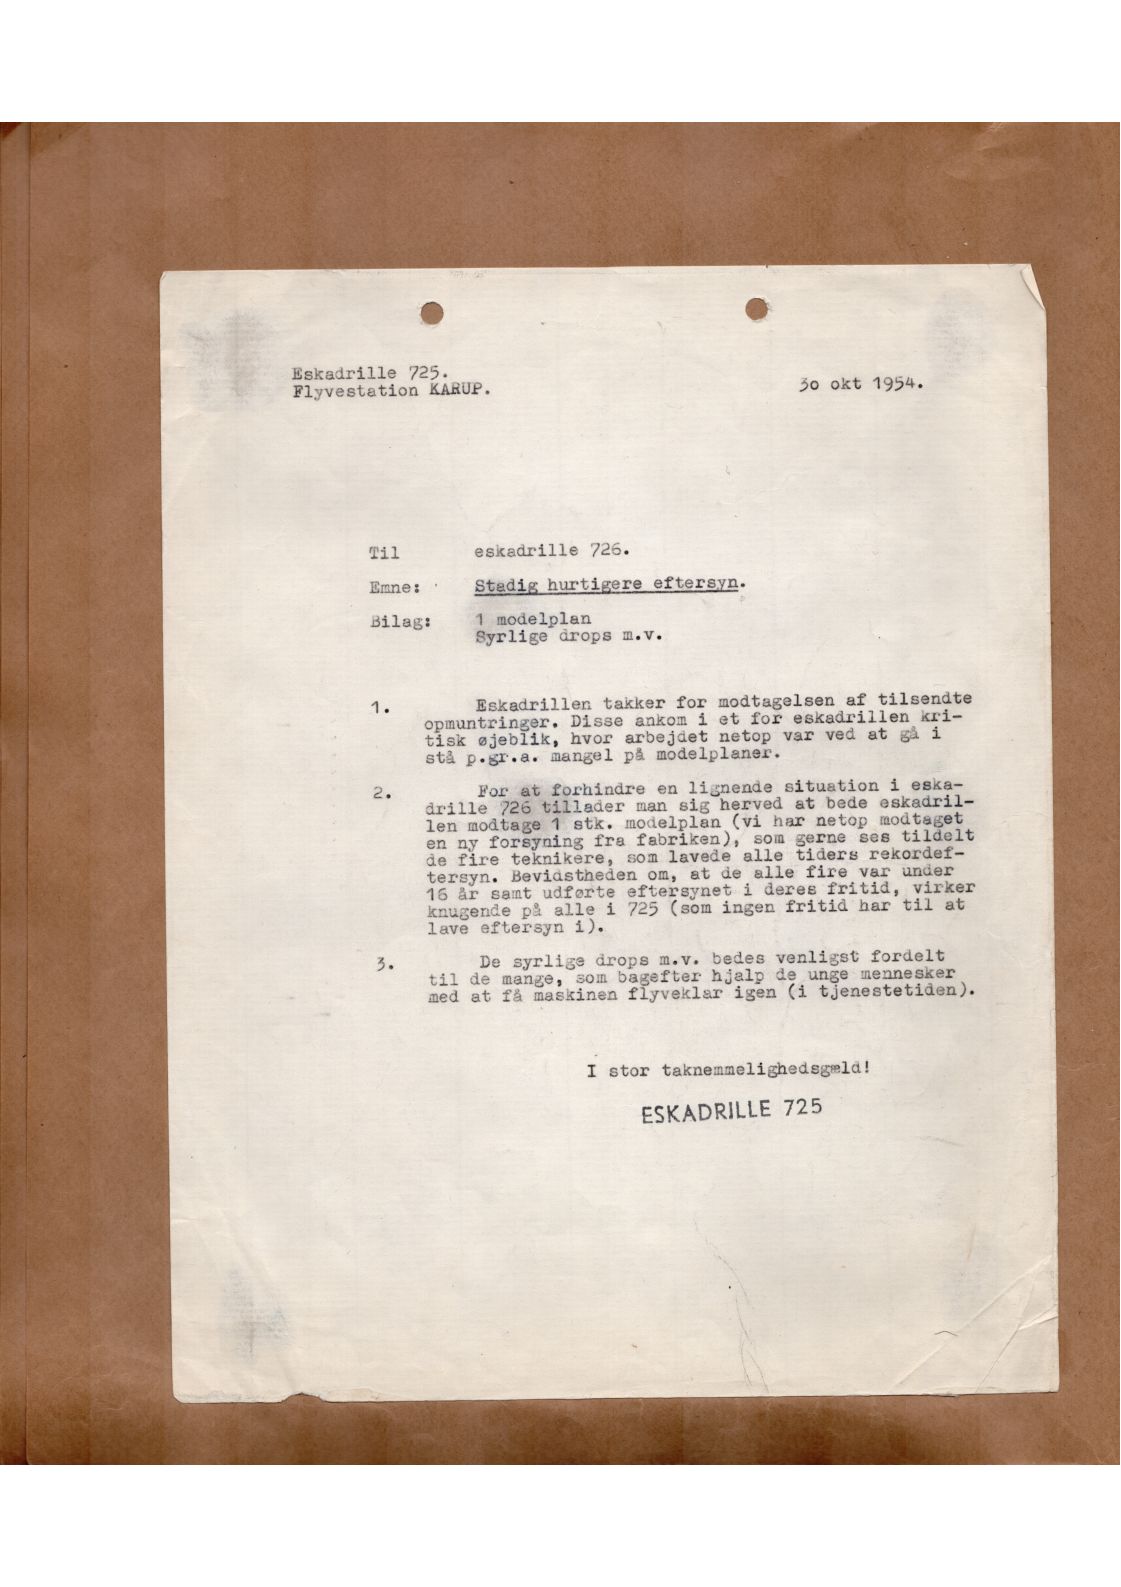 Eskadrille 725.
Flyvestation KARUP.
30 okt 1954.
Til eskadrille 726.
Emne: Stadig hurtigere eftersyn.
Bilag: 1 modelplan
Syrlige drops m.v.
1. Eskadrillen takker for modtagelsen af tilsendte
opmuntringer. Disse ankom i et for eskadrillen kri-
tisk øjeblik, hvor arbejdet netop var ved at gå i
stå p.gr.a. mangel på modelplaner.
2. For at forhindre en lignende situation i eska-
drille 726 tillader man sig herved at bede eskadril-
len modtage 1 stk. modelplan (vi har netop modtaget
en ny forsyning fra fabriken), som gerne ses tildelt
de fire teknikere, som lavede alle tiders rekordef-
tersyn. Bevidstheden om, at de alle fire var under
16 år samt udførte eftersynet i deres fritid, virker
knugende på alle i 725 (som ingen fritid har til at
lave eftersyn i).
3. De syrlige drops m.v. bedes venligst fordelt
til de mange, som bagefter hjalp de unge mennesker
med at få maskinen flyveklar igen (i tjenestetiden).
I stor taknemmelighedsgæld!
ESKADRILLE 725